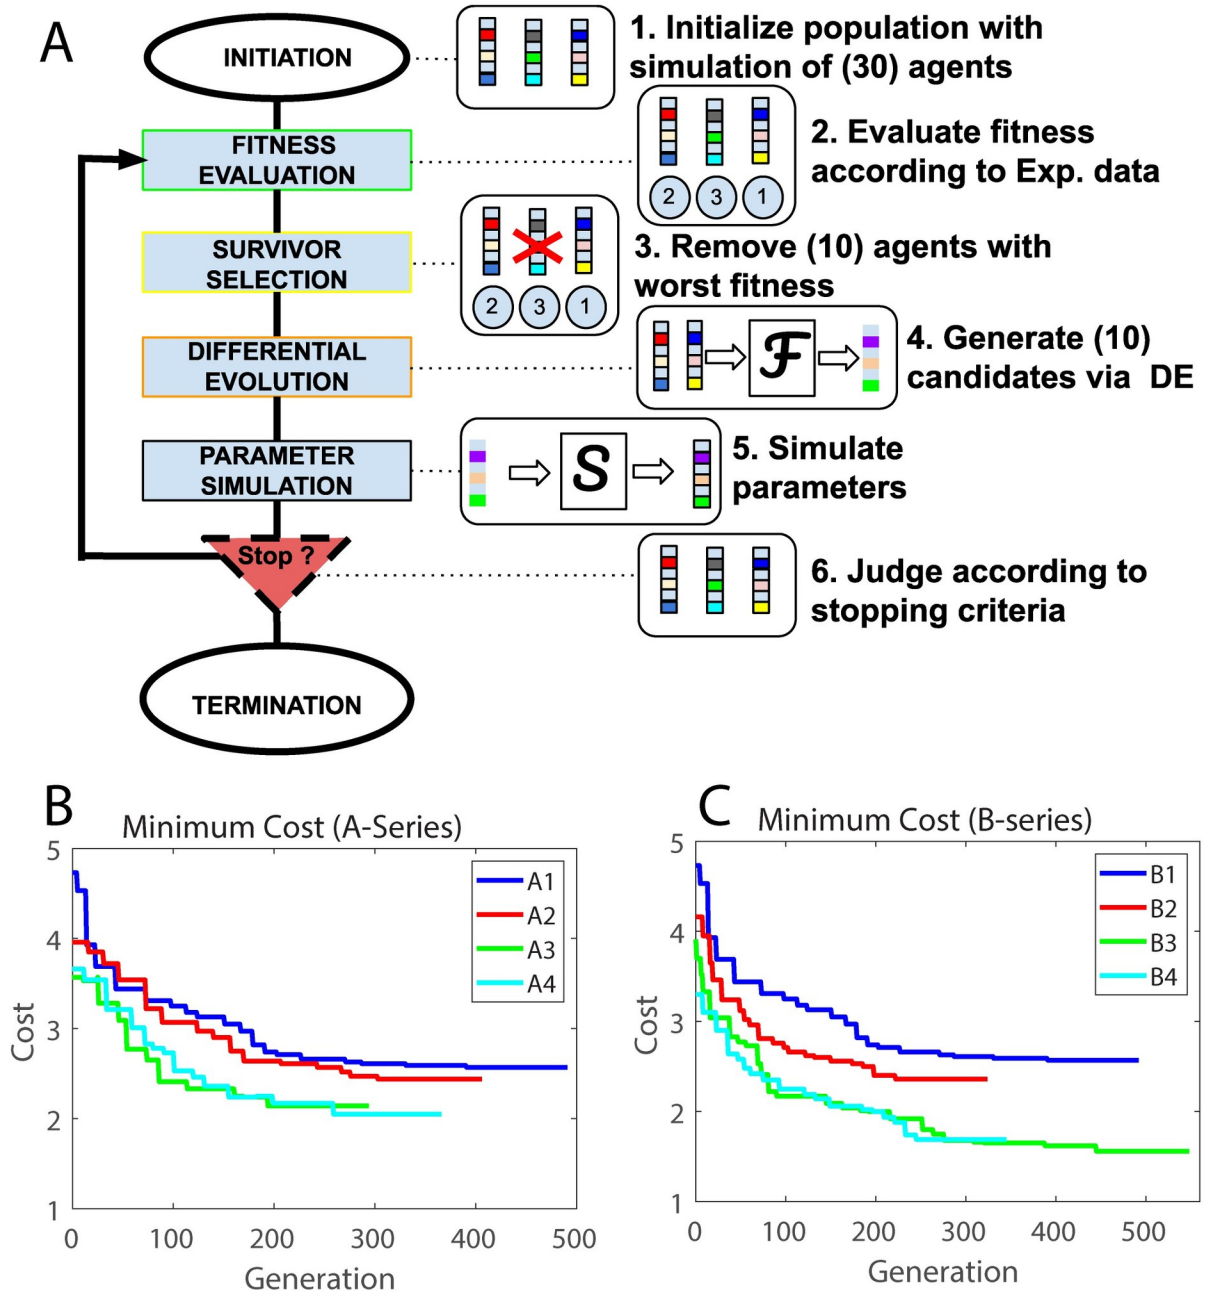 A
INITIATION
1. Initialize population with
simulation of (30) agents
FITNESS
EVALUATION
2. Evaluate fitness
according to Exp. data
2 3 1
SURVIVOR
SELECTION
3. Remove (10) agents with
worst fitness
2 3 1
DIFFERENTIAL
EVOLUTION
F
4. Generate (10)
candidates via DE
PARAMETER
SIMULATION
S
5. Simulate
parameters
Stop ?
6. Judge according to
stopping criteria
TERMINATION
B
Minimum Cost (A-Series)
5
4
3
2
1
Cost
0 100 200 300 400 500
Generation
A1
A2
A3
A4
C
Minimum Cost (B-series)
5
4
3
2
1
Cost
0 100 200 300 400 500
Generation
B1
B2
B3
B4